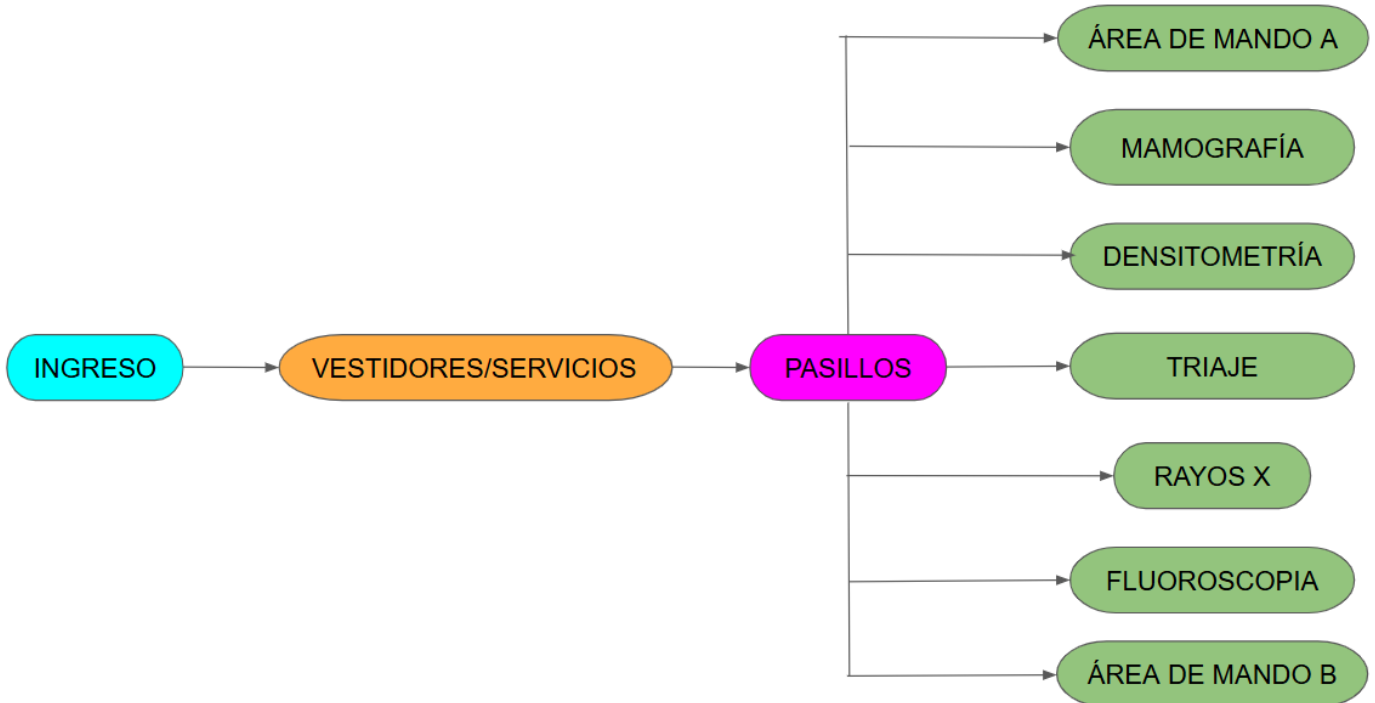 INGRESO
VESTIDORES/SERVICIOS
PASILLOS
ÁREA DE MANDO A
MAMOGRAFÍA
DENSITOMETRÍA
TRIAJE
RAYOS X
FLUOROSCOPIA
ÁREA DE MANDO B